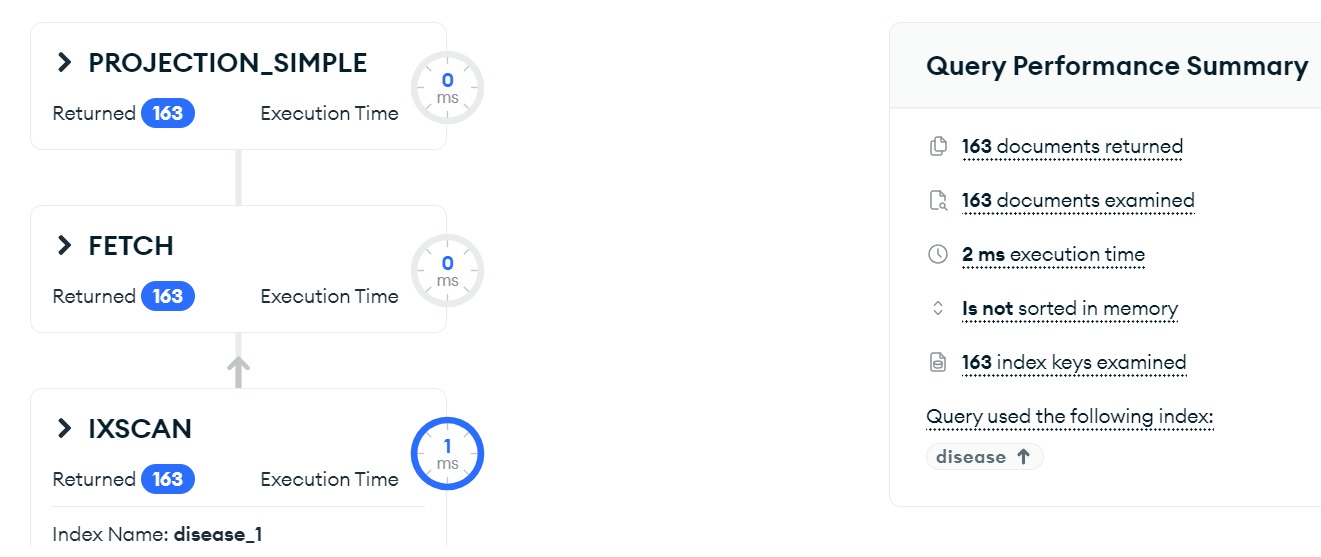 PROJECTION_SIMPLE
Returned 163 Execution Time 0 ms
FETCH
Returned 163 Execution Time 0 ms
IXSCAN
Returned 163 Execution Time 1 ms
Index Name: disease_1
Query Performance Summary
163 documents returned
163 documents examined
2 ms execution time
Is not sorted in memory
163 index keys examined
Query used the following index:
disease